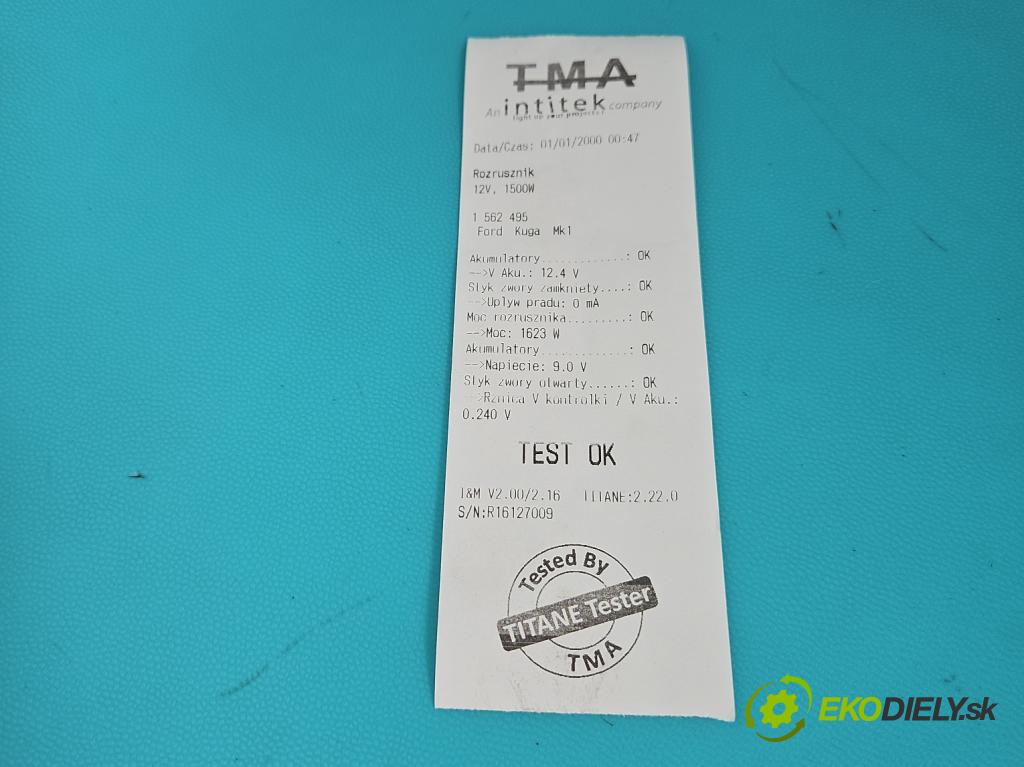 TMA
An intitek company
light up your projects!
Data/Czas: 01/01/2000 00:47
Rozrusznik
12V, 1500W
1 562 495
Ford Kuga Mk1
Akumulatory.............: OK
-->V Aku.: 12.4 V
Styk zwory zamkniety....: OK
-->Uplyw pradu: 0 mA
Moc rozrusznika.........: OK
-->Moc: 1623 W
Akumulatory.............: OK
-->Napiecie: 9.0 V
Styk zwory otwarty......: OK
-->Rznica V kontrolki / V Aku.:
0.240 V
TEST OK
I&M V2.00/2.16 TITANE:2.22.0
S/N:R16127009
Tested By
TITANE Tester
TMA
EKODIELY.sk